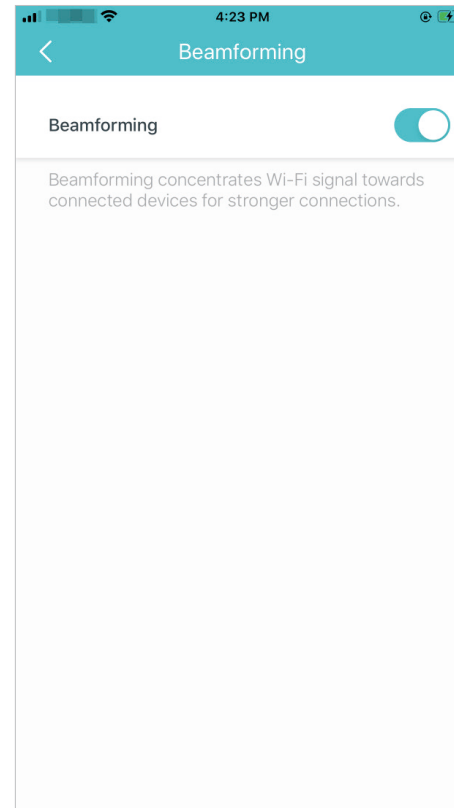 4:23 PM
Beamforming
Beamforming
Beamforming concentrates Wi-Fi signal towards
connected devices for stronger connections.